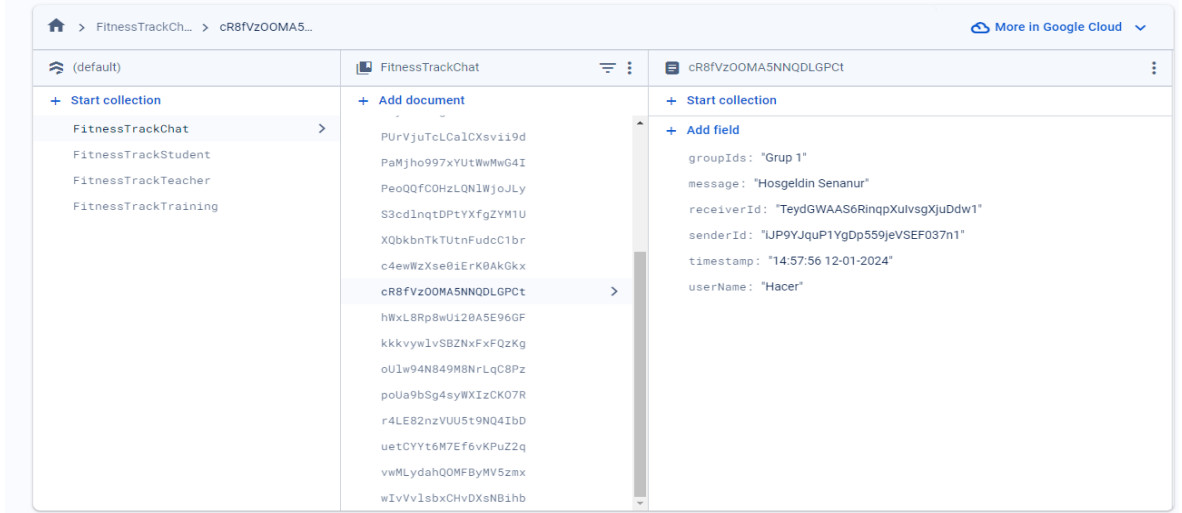 FitnessTrackCh... > cR8fVzOOMA5...
More in Google Cloud
(default)
FitnessTrackChat
cR8fVzOOMA5NNQDLGPCt
+ Start collection
+ Add document
+ Start collection
FitnessTrackChat
FitnessTrackStudent
FitnessTrackTeacher
FitnessTrackTraining
PUrVjuTcLCalCXsvii9d
PaMjho997xYUtWwMwG4I
PeoQQfCOHzLQNlWjoJLy
S3cdlnqtDPtYXfgZYM1U
XQbkbnTkTUtnFudcC1br
c4ewWzXse0iErK0AkGkx
cR8fVzOOMA5NNQDLGPCt
hWxL8Rp8wUi20A5E96GF
kkkvywlvSBZNxFxFQzKg
oUlw94N849M8NrLqC8Pz
poUa9bSg4syWXIzCKO7R
r4LE82nzVUU5t9NQ4IbD
uetCYYt6M7Ef6vKPuZ2q
vwMLydahQOMFByMV5zmx
wIvVvlsbxCHvDXsNBihb
+ Add field
groupIds: "Grup 1"
message: "Hosgeldin Senanur"
receiverId: "TeydGWAAS6RinqpXuIvsgXjuDdw1"
senderId: "iJP9YJquP1YgDp559jeVSEF037n1"
timestamp: "14:57:56 12-01-2024"
userName: "Hacer"